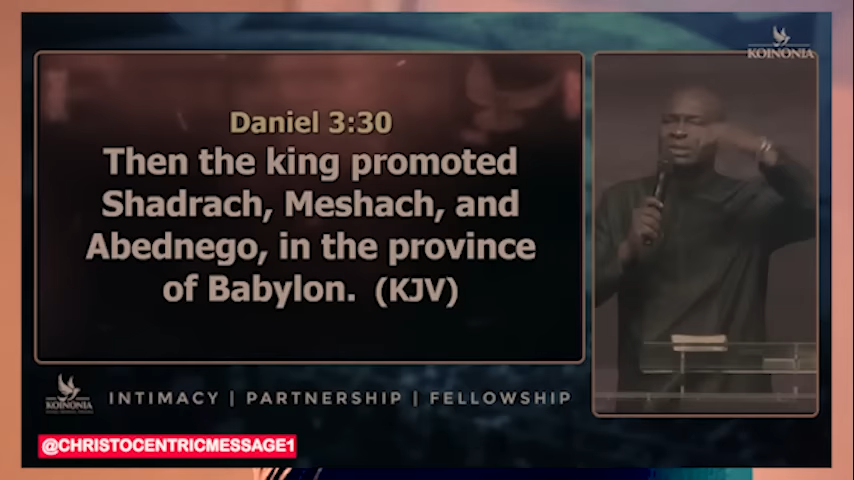 KOINONIA
Daniel 3:30
Then the king promoted
Shadrach, Meshach, and
Abednego, in the province
of Babylon. (KJV)
KOINONIA
INTIMACY | PARTNERSHIP | FELLOWSHIP
@CHRISTOCENTRICMESSAGE1